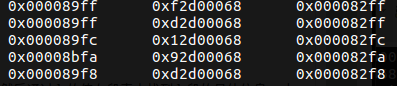 0x000089ff 0xf2d00068 0x000082ff
0x000089ff 0xd2d00068 0x000082ff
0x000089fc 0x12d00068 0x000082fc
0x00008bfa 0x92d00068 0x000082fa
0x000089f8 0xd2d00068 0x000082f8